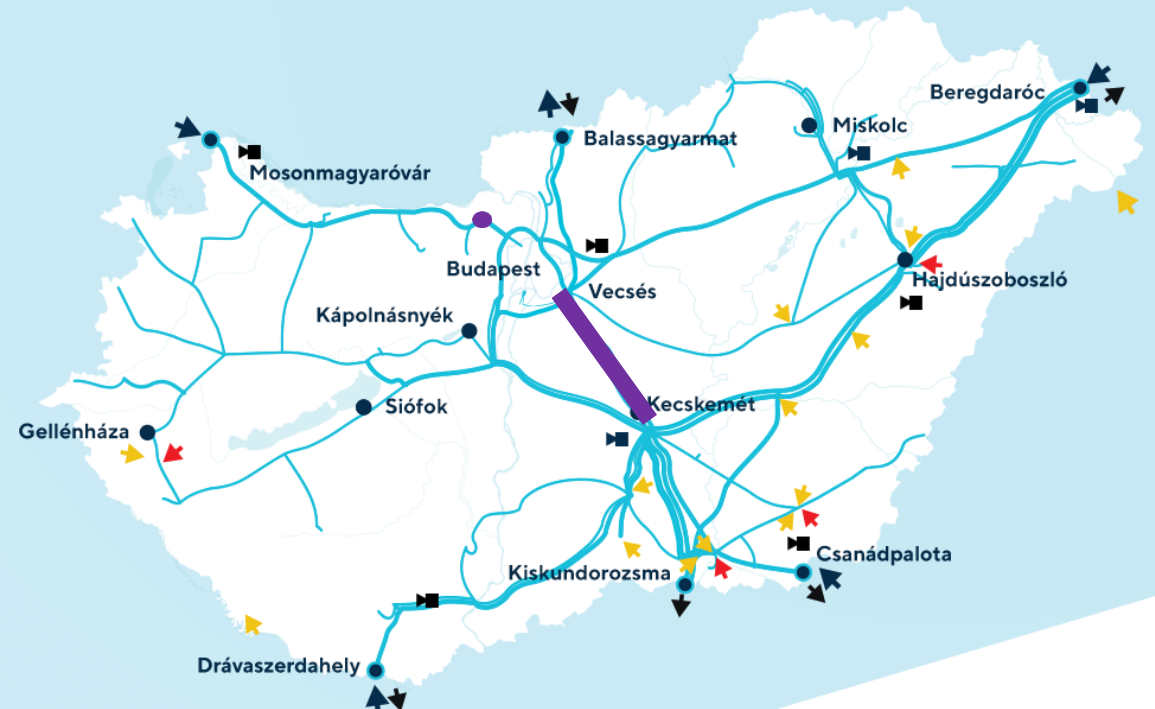 Beregdaróc
Balassagyarmat
Miskolc
Mosonmagyaróvár
Budapest
Hajdúszoboszló
Vecsés
Kápolnásnyék
Siófok
Kecskemét
Gellénháza
Csanádpalota
Kiskundorozsma
Drávaszerdahely